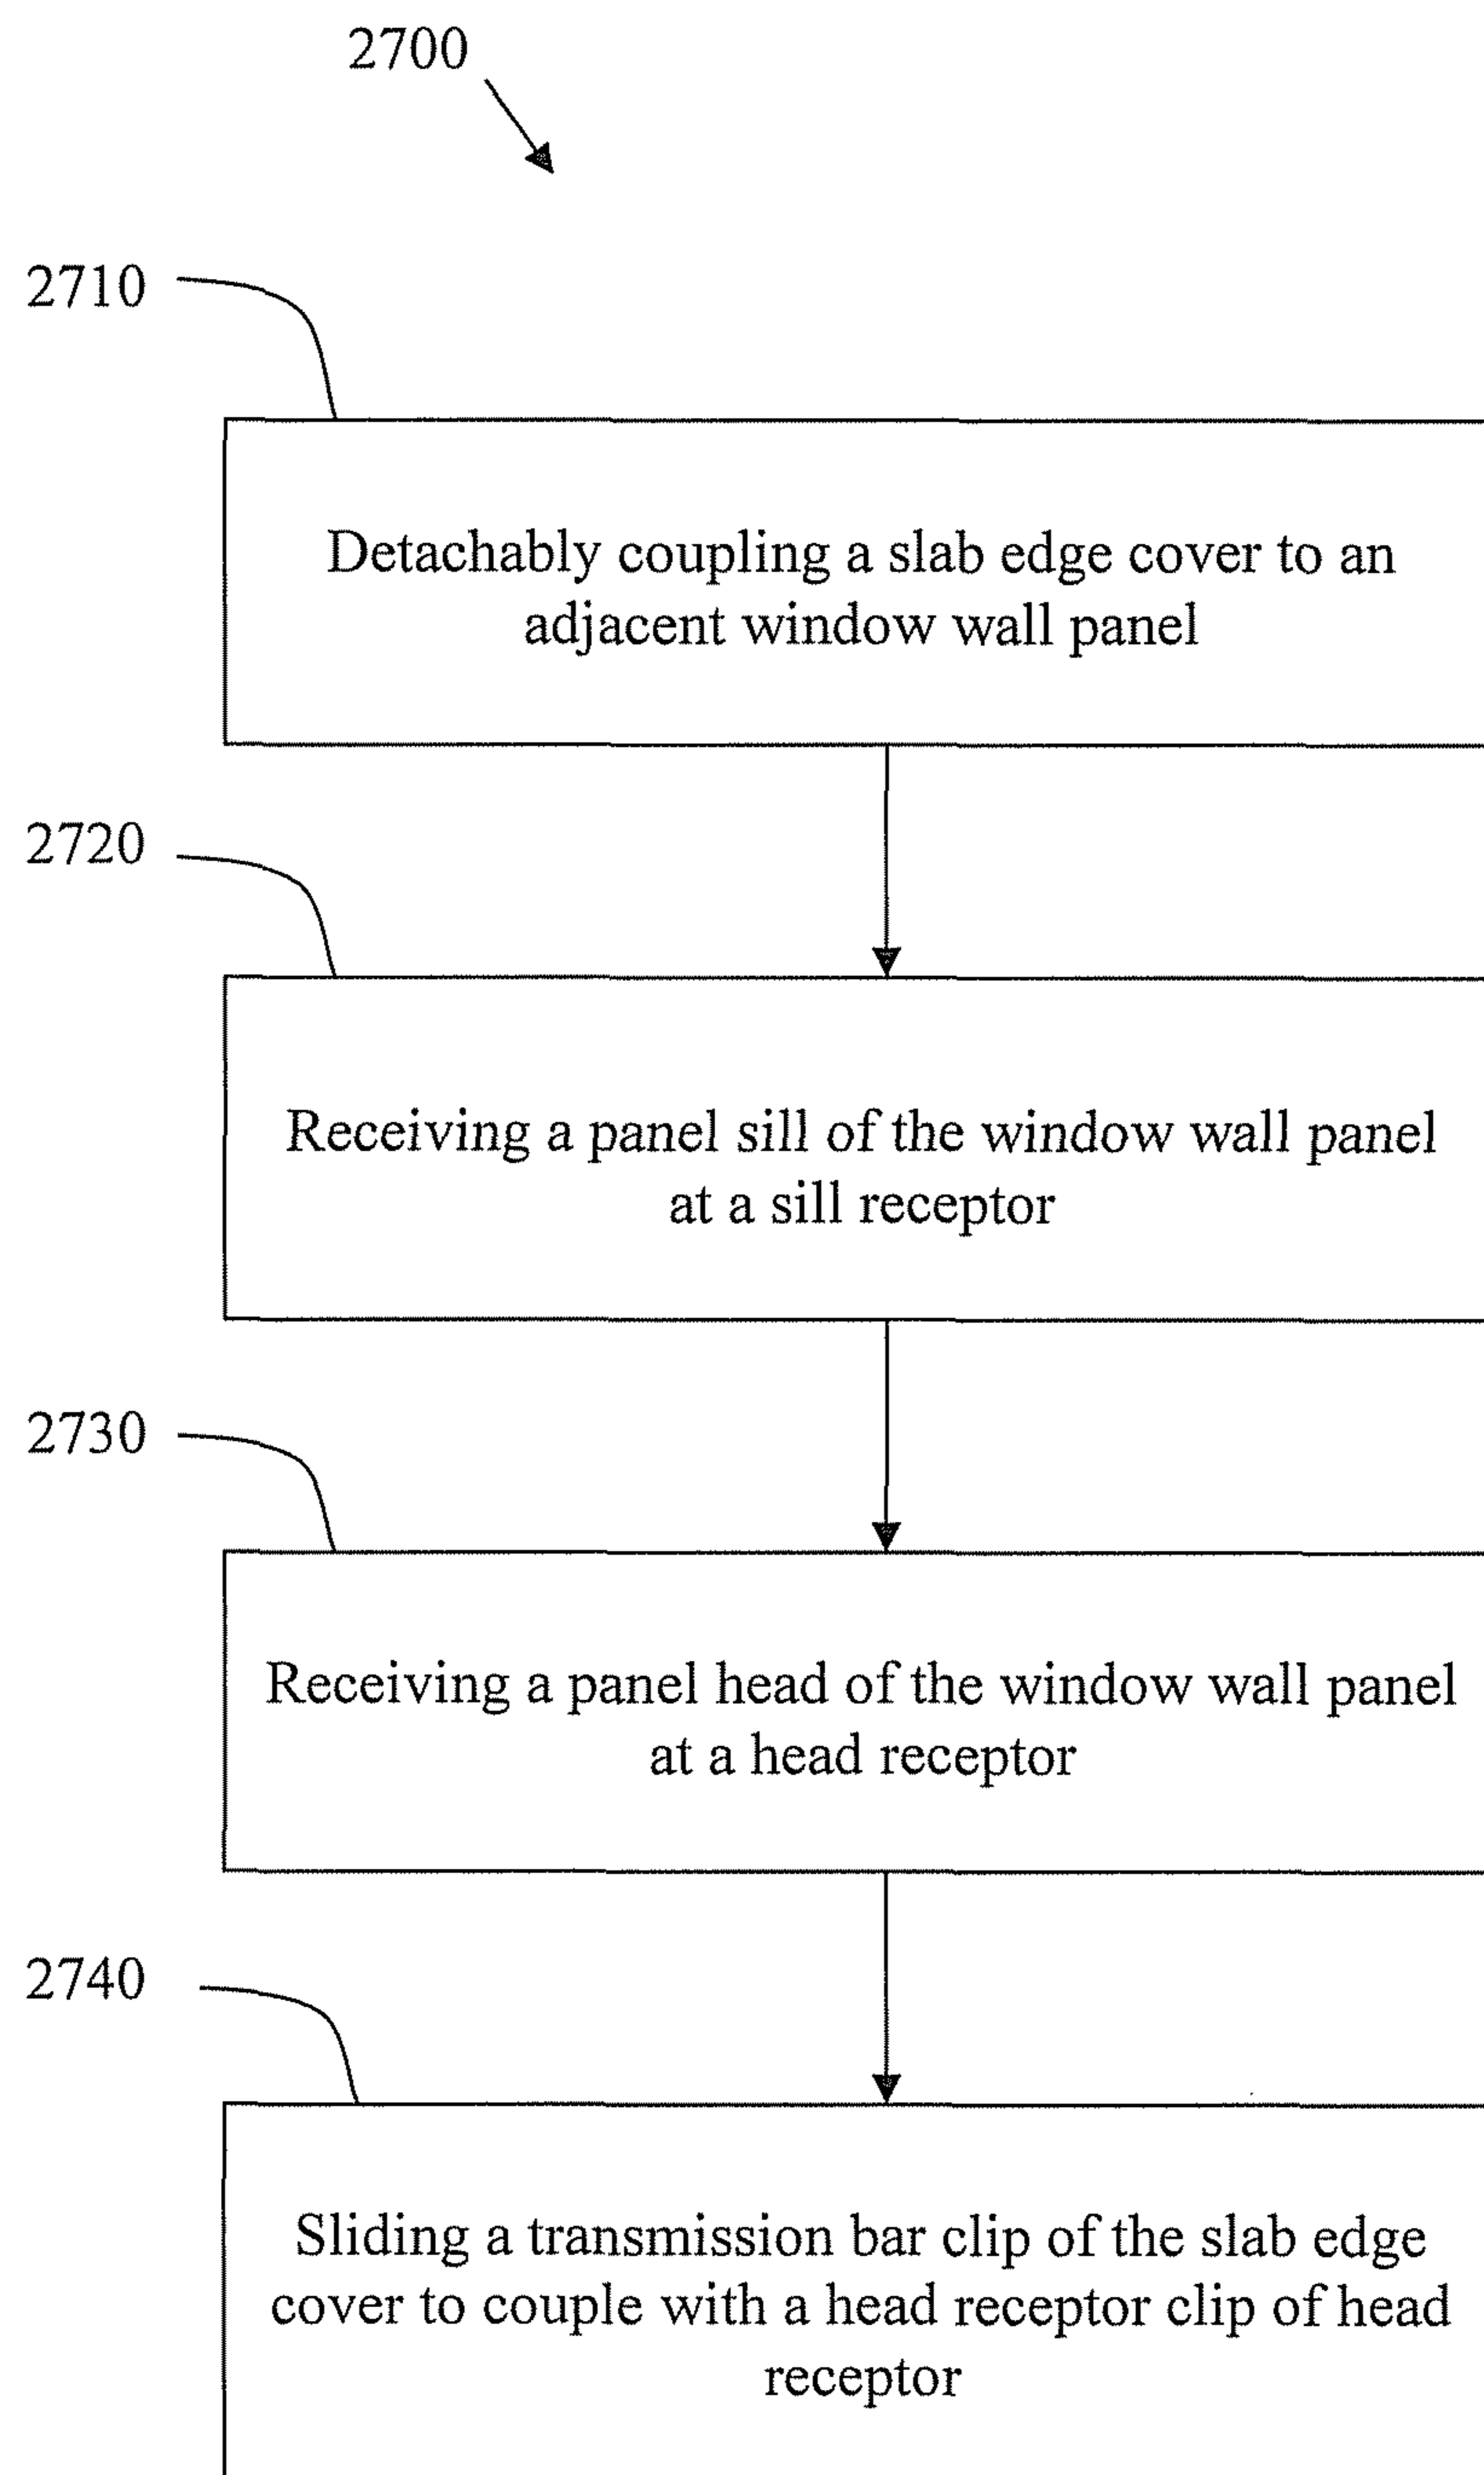 2700
2710
Detachably coupling a slab edge cover to an
adjacent window wall panel
2720
Receiving a panel sill of the window wall panel
at a sill receptor
2730
Receiving a panel head of the window wall panel
at a head receptor
2740
Sliding a transmission bar clip of the slab edge
cover to couple with a head receptor clip of head
receptor